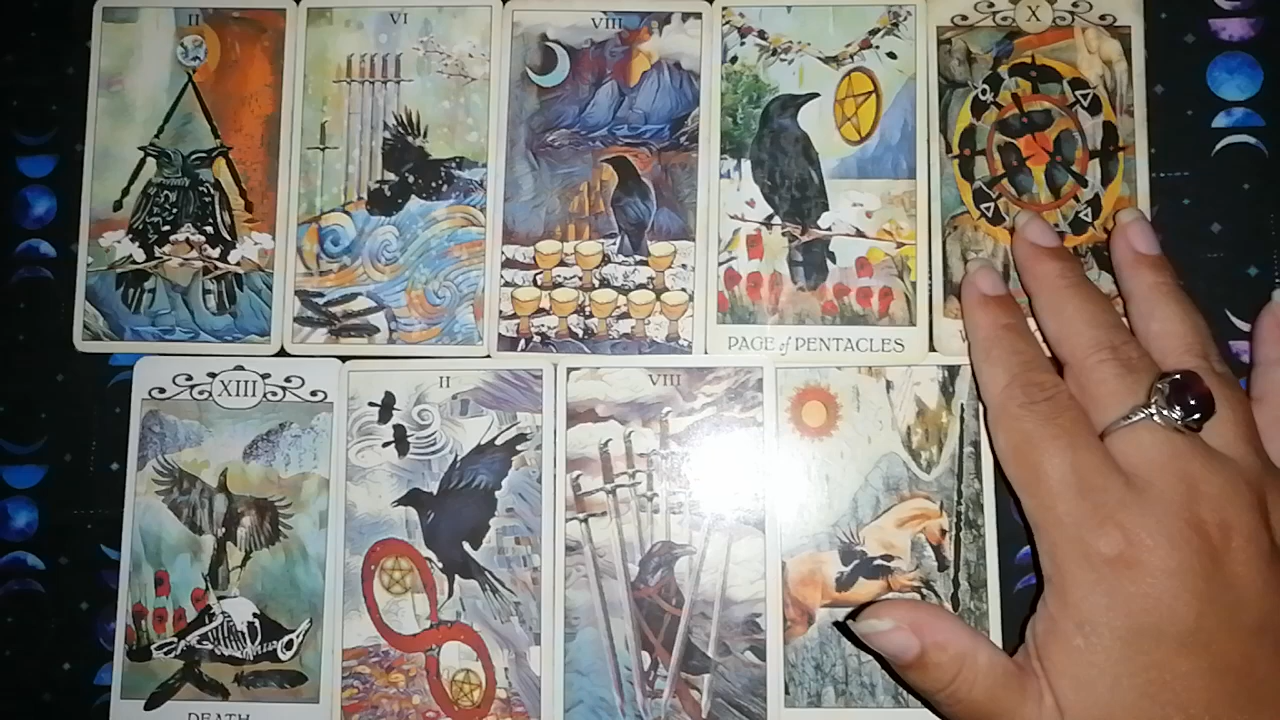 II
VI
VIII
PAGE of PENTACLES
X
XIII
DEATH
II
VIII